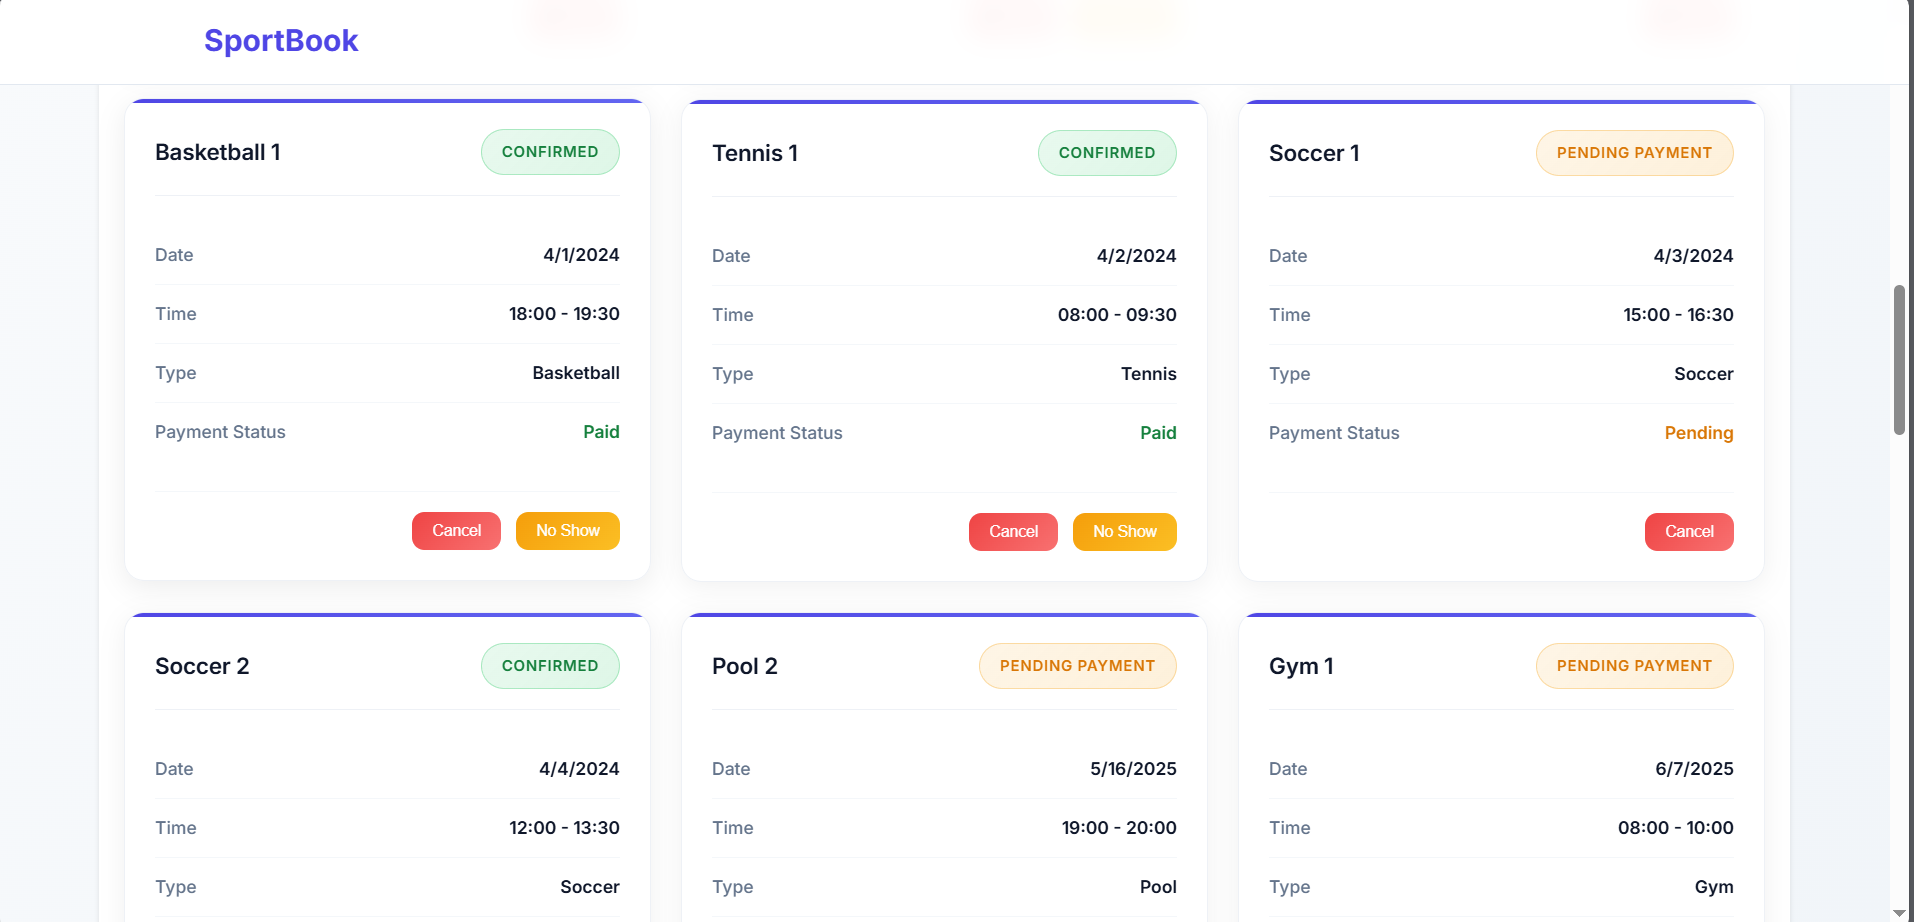 SportBook
Basketball 1
CONFIRMED
Date
4/1/2024
Time
18:00 - 19:30
Type
Basketball
Payment Status
Paid
Cancel
No Show
Tennis 1
CONFIRMED
Date
4/2/2024
Time
08:00 - 09:30
Type
Tennis
Payment Status
Paid
Cancel
No Show
Soccer 1
PENDING PAYMENT
Date
4/3/2024
Time
15:00 - 16:30
Type
Soccer
Payment Status
Pending
Cancel
Soccer 2
CONFIRMED
Date
4/4/2024
Time
12:00 - 13:30
Type
Soccer
Pool 2
PENDING PAYMENT
Date
5/16/2025
Time
19:00 - 20:00
Type
Pool
Gym 1
PENDING PAYMENT
Date
6/7/2025
Time
08:00 - 10:00
Type
Gym